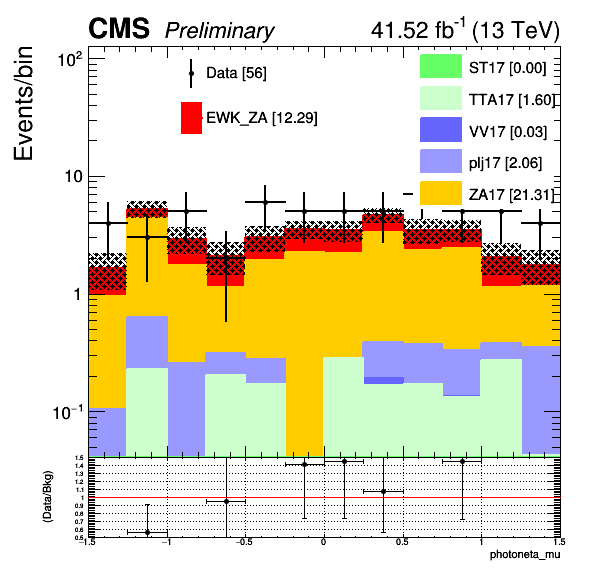 CMS Preliminary 41.52 fb⁻¹ (13 TeV)
Events/bin
10²
10
1
10⁻¹
Data [56]
EWK_ZA [12.29]
ST17 [0.00]
TTA17 [1.60]
VV17 [0.03]
plj17 [2.06]
ZA17 [21.31]
(Data/Bkg)
1.5
1.4
1.3
1.2
1.1
1
0.9
0.8
0.7
0.6
0.5
−1.5 −1 −0.5 0 0.5 1 1.5
photoneta_mu